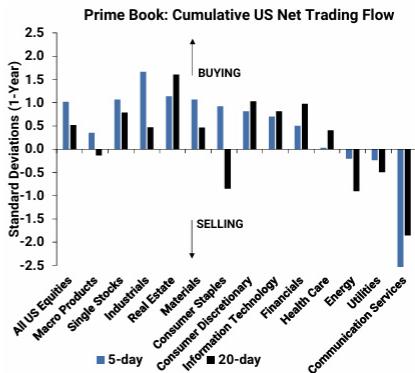 Prime Book: Cumulative US Net Trading Flow
Standard Deviations (1-Year)
2.5
2.0
1.5
1.0
0.5
0.0
-0.5
-1.0
-1.5
-2.0
-2.5
BUYING
SELLING
All US Equities
Macro Products
Single Stocks
Industrials
Real Estate
Materials
Consumer Staples
Consumer Discretionary
Information Technology
Financials
Health Care
Energy
Utilities
Communication Services
5-day
20-day